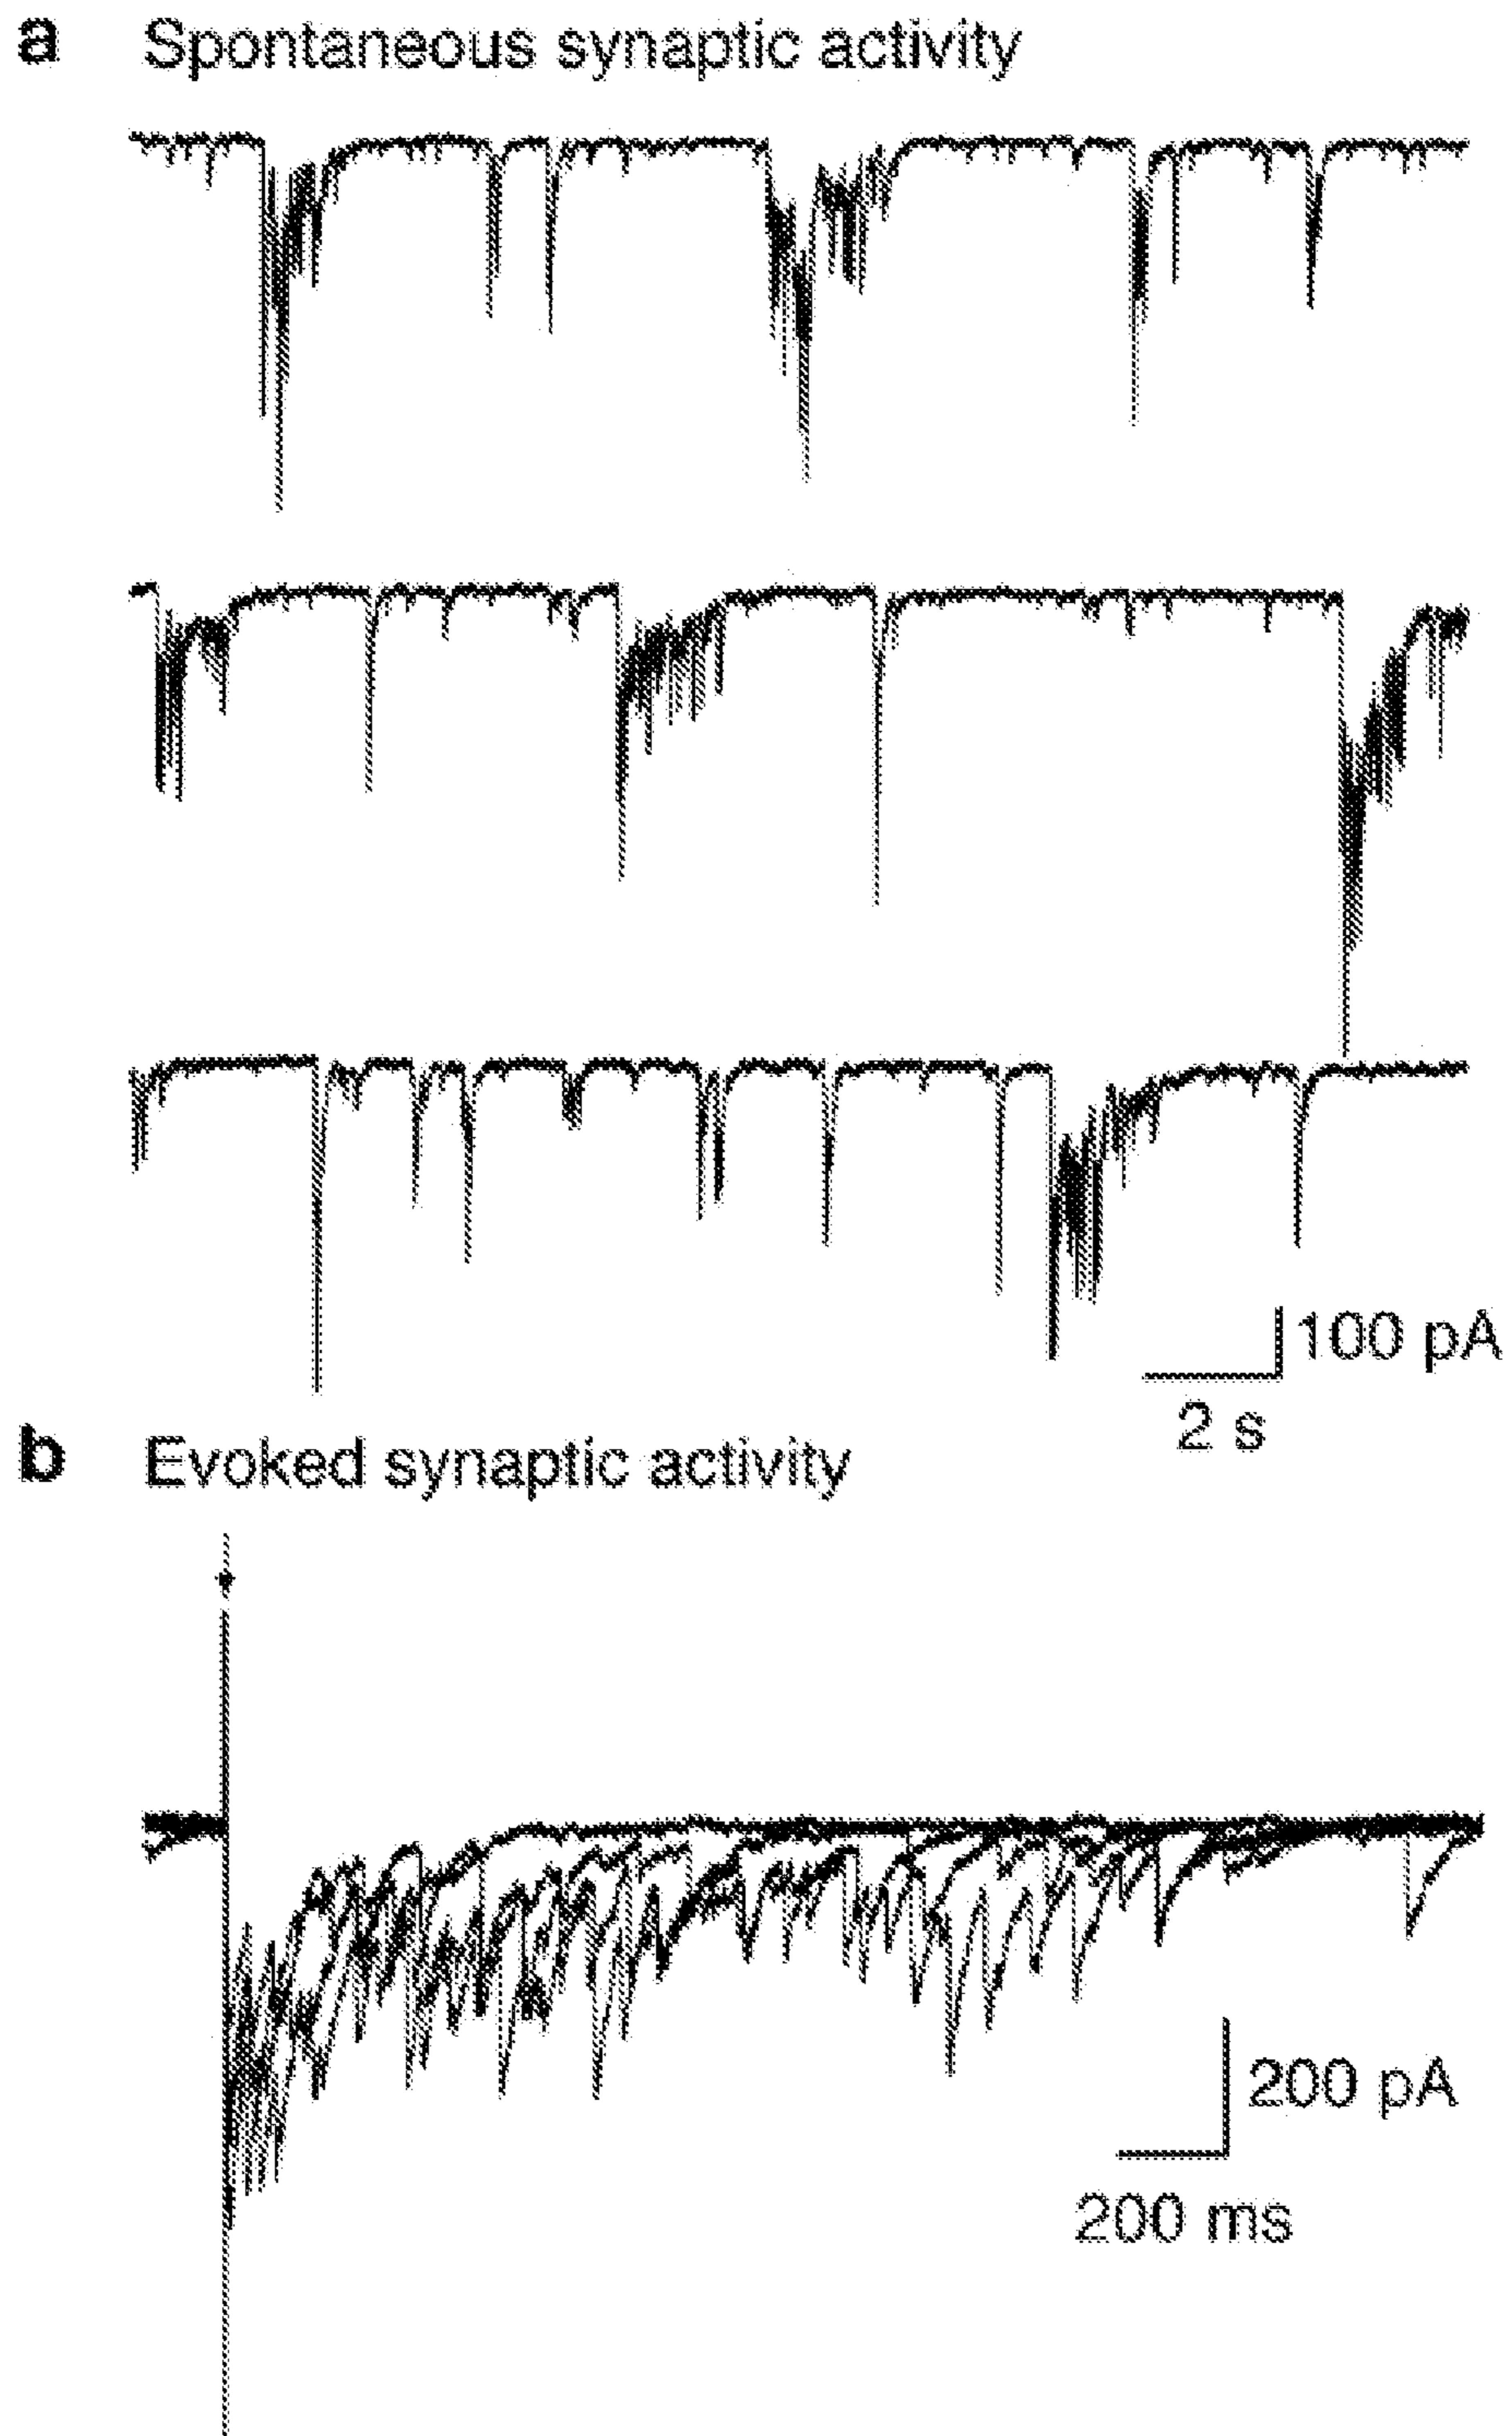 a Spontaneous synaptic activity
100 pA
2 s
b Evoked synaptic activity
200 pA
200 ms